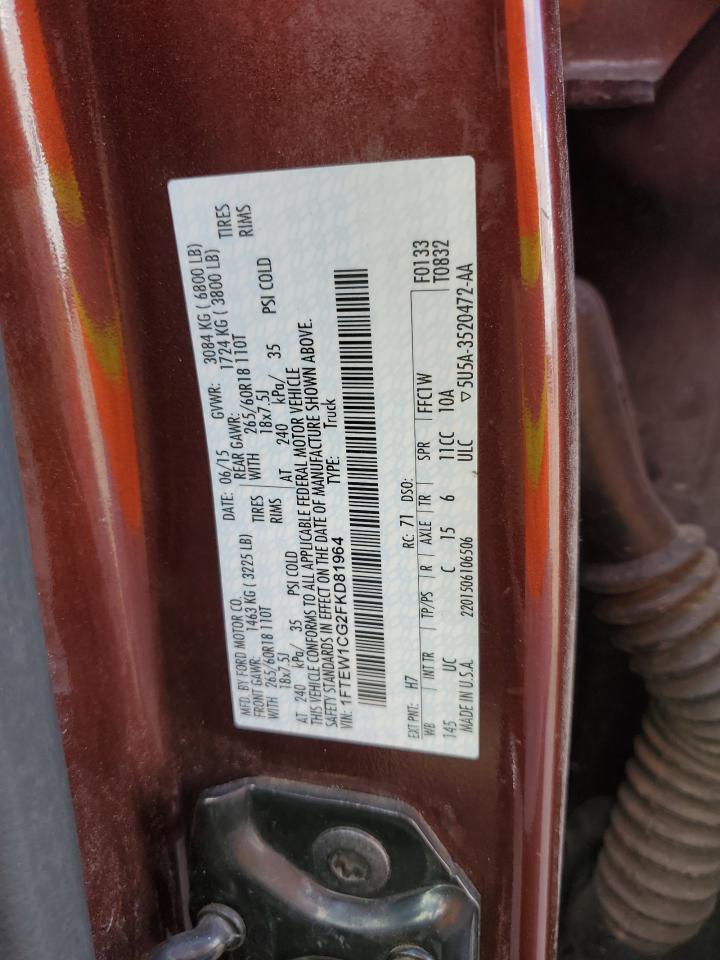 MFD. BY FORD MOTOR CO.
DATE: 06/15 GVWR: 3084 KG ( 6800 LB)
FRONT GAWR: 1463 KG ( 3225 LB) REAR GAWR: 1724 KG ( 3800 LB)
WITH 265/60R18 110T TIRES WITH 265/60R18 110T TIRES
18x7.5J RIMS 18x7.5J RIMS
AT 240 kPa/ 35 PSI COLD AT 240 kPa/ 35 PSI COLD
THIS VEHICLE CONFORMS TO ALL APPLICABLE FEDERAL MOTOR VEHICLE
SAFETY STANDARDS IN EFFECT ON THE DATE OF MANUFACTURE SHOWN ABOVE.
VIN: 1FTEW1CG2FKD81964 TYPE: Truck
EXT PNT: H7 RC: 71 DSO: F0133
WB INT TR TP/PS R AXLE TR SPR FFC1W T0832
145 UC C 15 6 11CC 10A
MADE IN U.S.A. 2201506106506 ULC ▽5U5A-3520472-AA